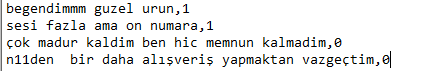 begendimmm guzel urun,1
sesi fazla ama on numara,1
çok madur kaldim ben hic memnun kalmadim,0
n11den  bir daha alışveriş yapmaktan vazgeçtim,0